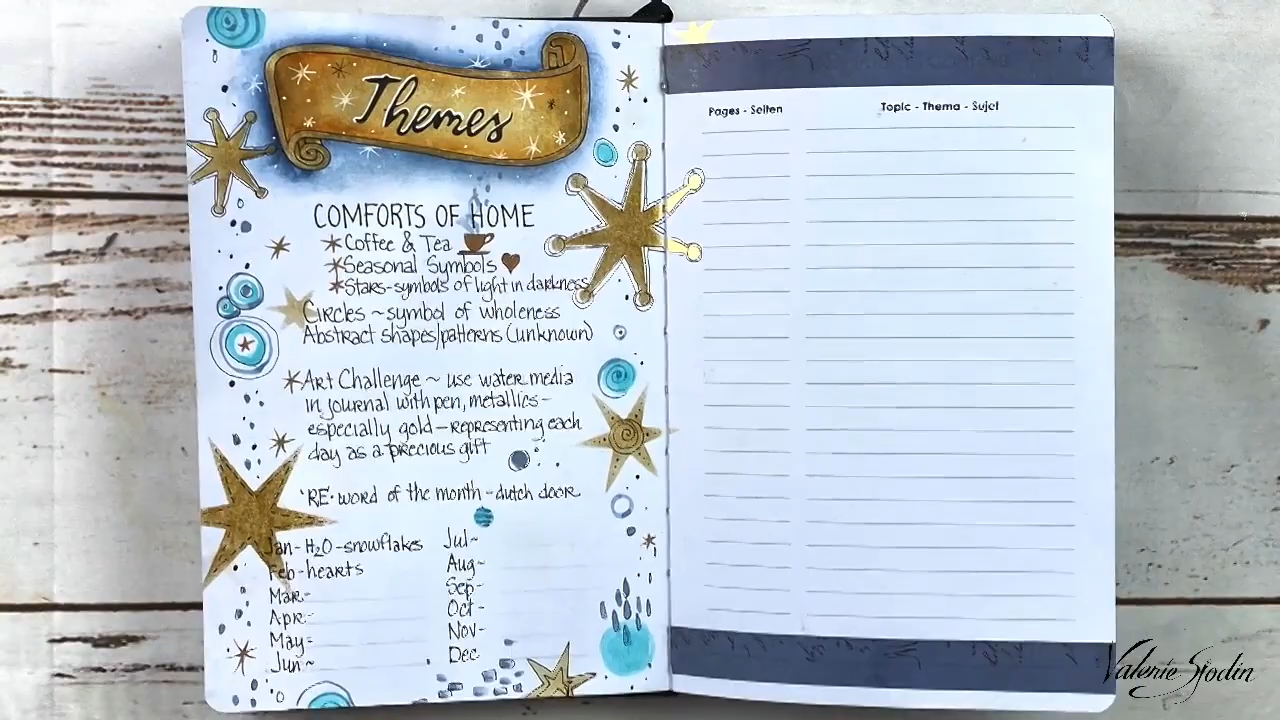 Themes
COMFORTS OF HOME
*Coffee & Tea
*Seasonal Symbols
*Stars-symbols of light in darkness
Circles ~ symbol of wholeness
Abstract shapes/patterns (unknown)
*Art Challenge ~ use water media
in journal with pen, metallics-
especially gold-representing each
day as a precious gift
'RE' word of the month - dutch door
Jan- H₂O -snowflakes
Feb-hearts
Mar-
Apr-
May-
Jun~
Jul~
Aug-
Sep-
Oct-
Nov-
Dec
Pages - Seiten
Topic - Thema - Sujet
Valerie Sjodin